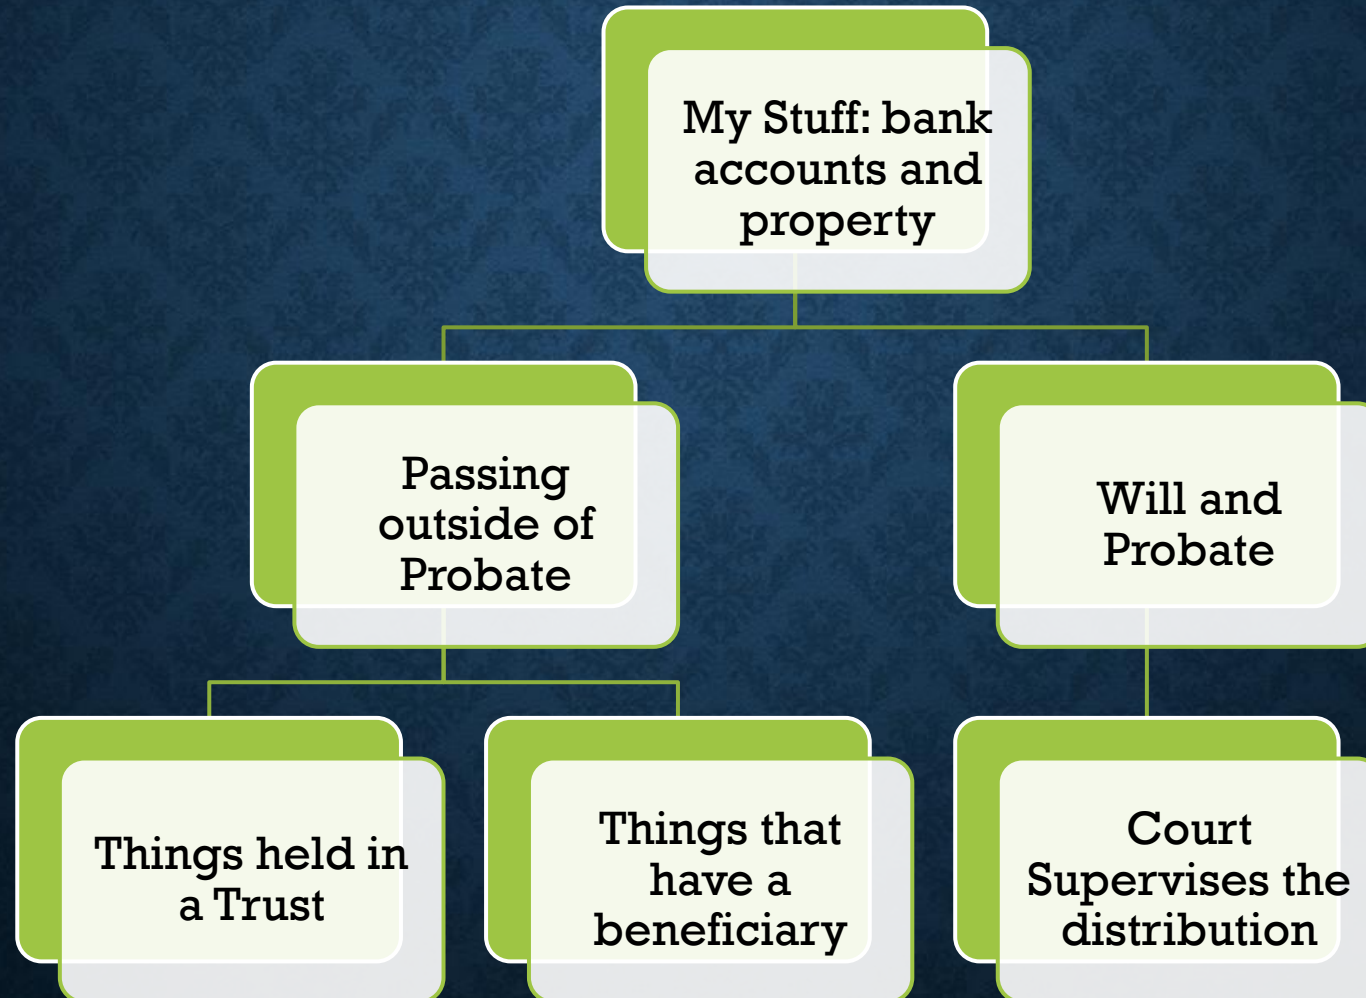 My Stuff: bank
accounts and
property
Passing
outside of
Probate
Will and
Probate
Things held in
a Trust
Things that
have a
beneficiary
Court
Supervises the
distribution